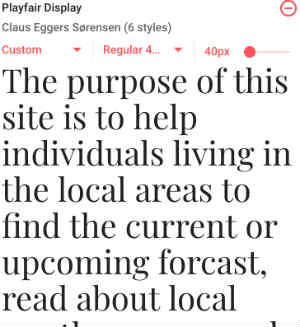 Playfair Display
Claus Eggers Sørensen (6 styles)
Custom Regular 4... 40px
The purpose of this
site is to help
individuals living in
the local areas to
find the current or
upcoming forcast,
read about local